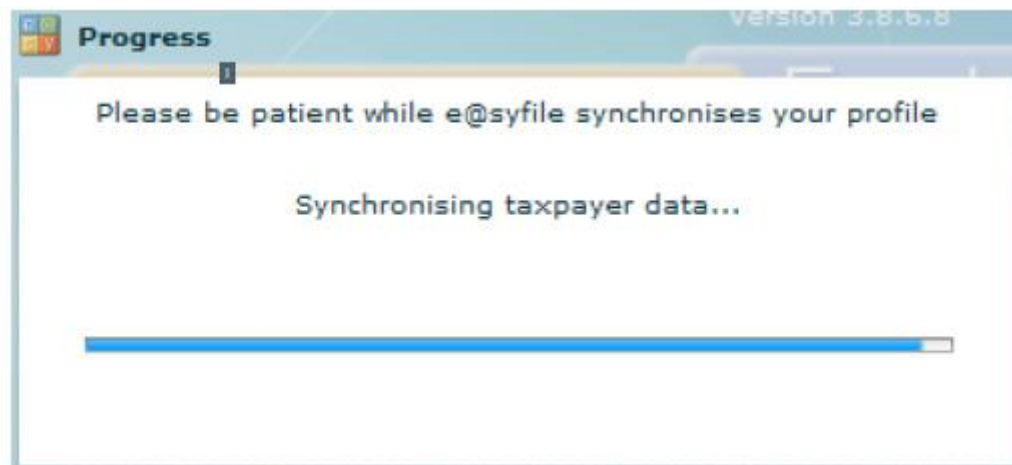 Version 3.8.6.8
Progress
Please be patient while e@syfile synchronises your profile
Synchronising taxpayer data...